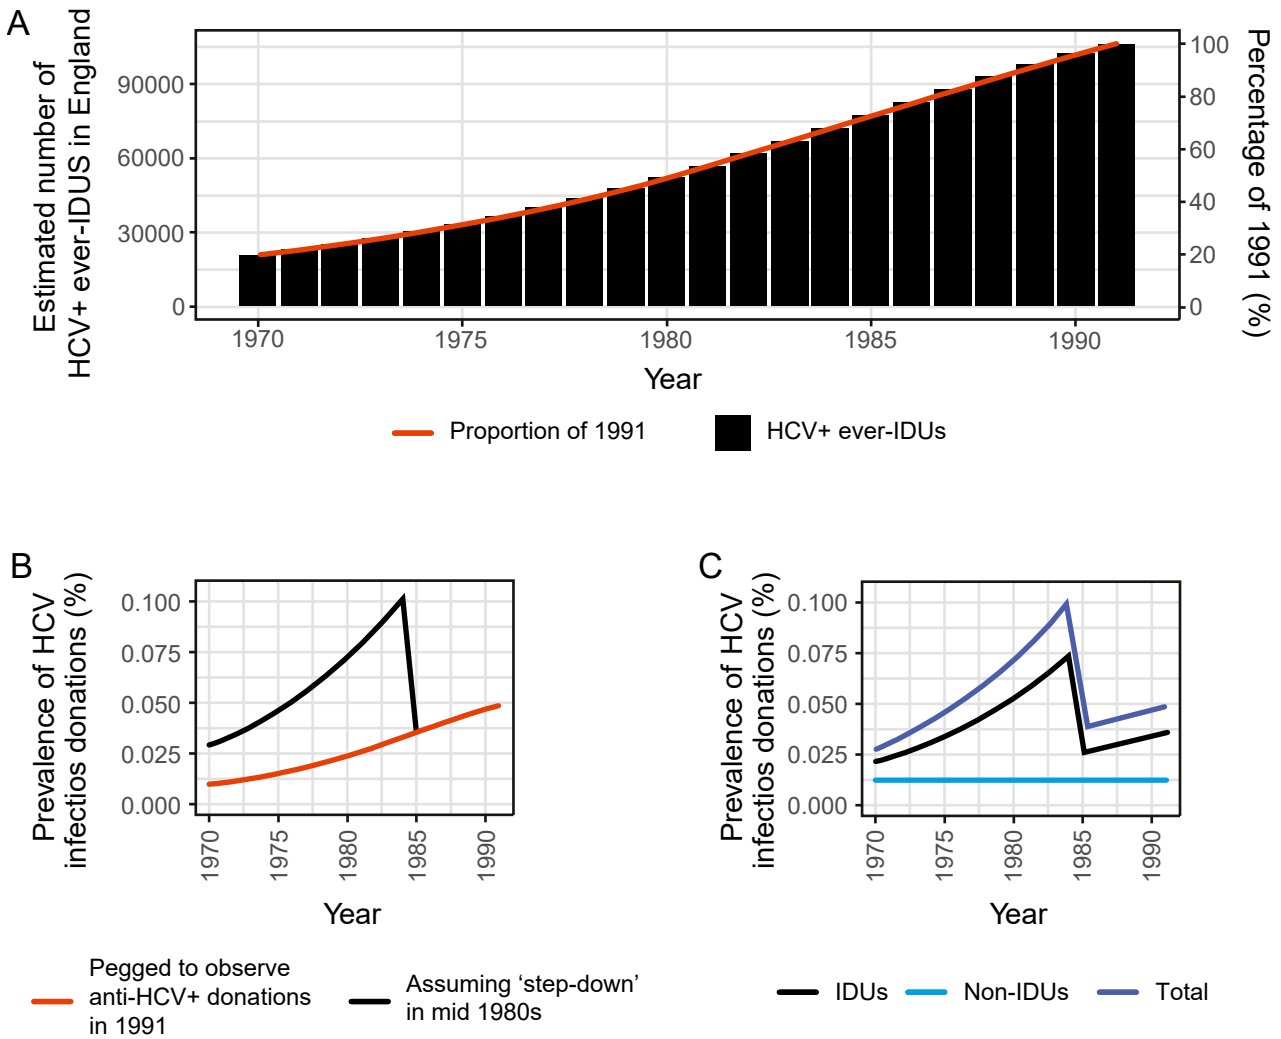 A
Estimated number of
HCV+ ever-IDUS in England
90000
60000
30000
0
100
80
60
40
20
0
Percentage of 1991 (%)
1970 1975 1980 1985 1990
Year
Proportion of 1991 HCV+ ever-IDUs
B
Prevalence of HCV
infectios donations (%)
0.100
0.075
0.050
0.025
0.000
1970 1975 1980 1985 1990
Year
Pegged to observe
anti-HCV+ donations
in 1991
Assuming ‘step-down’
in mid 1980s
C
Prevalence of HCV
infectios donations (%)
0.100
0.075
0.050
0.025
0.000
1970 1975 1980 1985 1990
Year
IDUs Non-IDUs Total